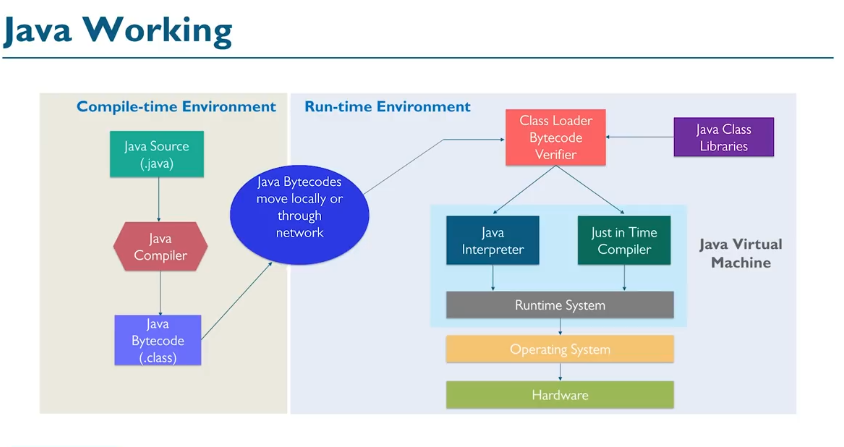 Java Working
Compile-time Environment
Run-time Environment
Java Source
(.java)
Java
Compiler
Java
Bytecode
(.class)
Java Bytecodes
move locally or
through
network
Class Loader
Bytecode
Verifier
Java Class
Libraries
Java
Interpreter
Just in Time
Compiler
Java Virtual
Machine
Runtime System
Operating System
Hardware